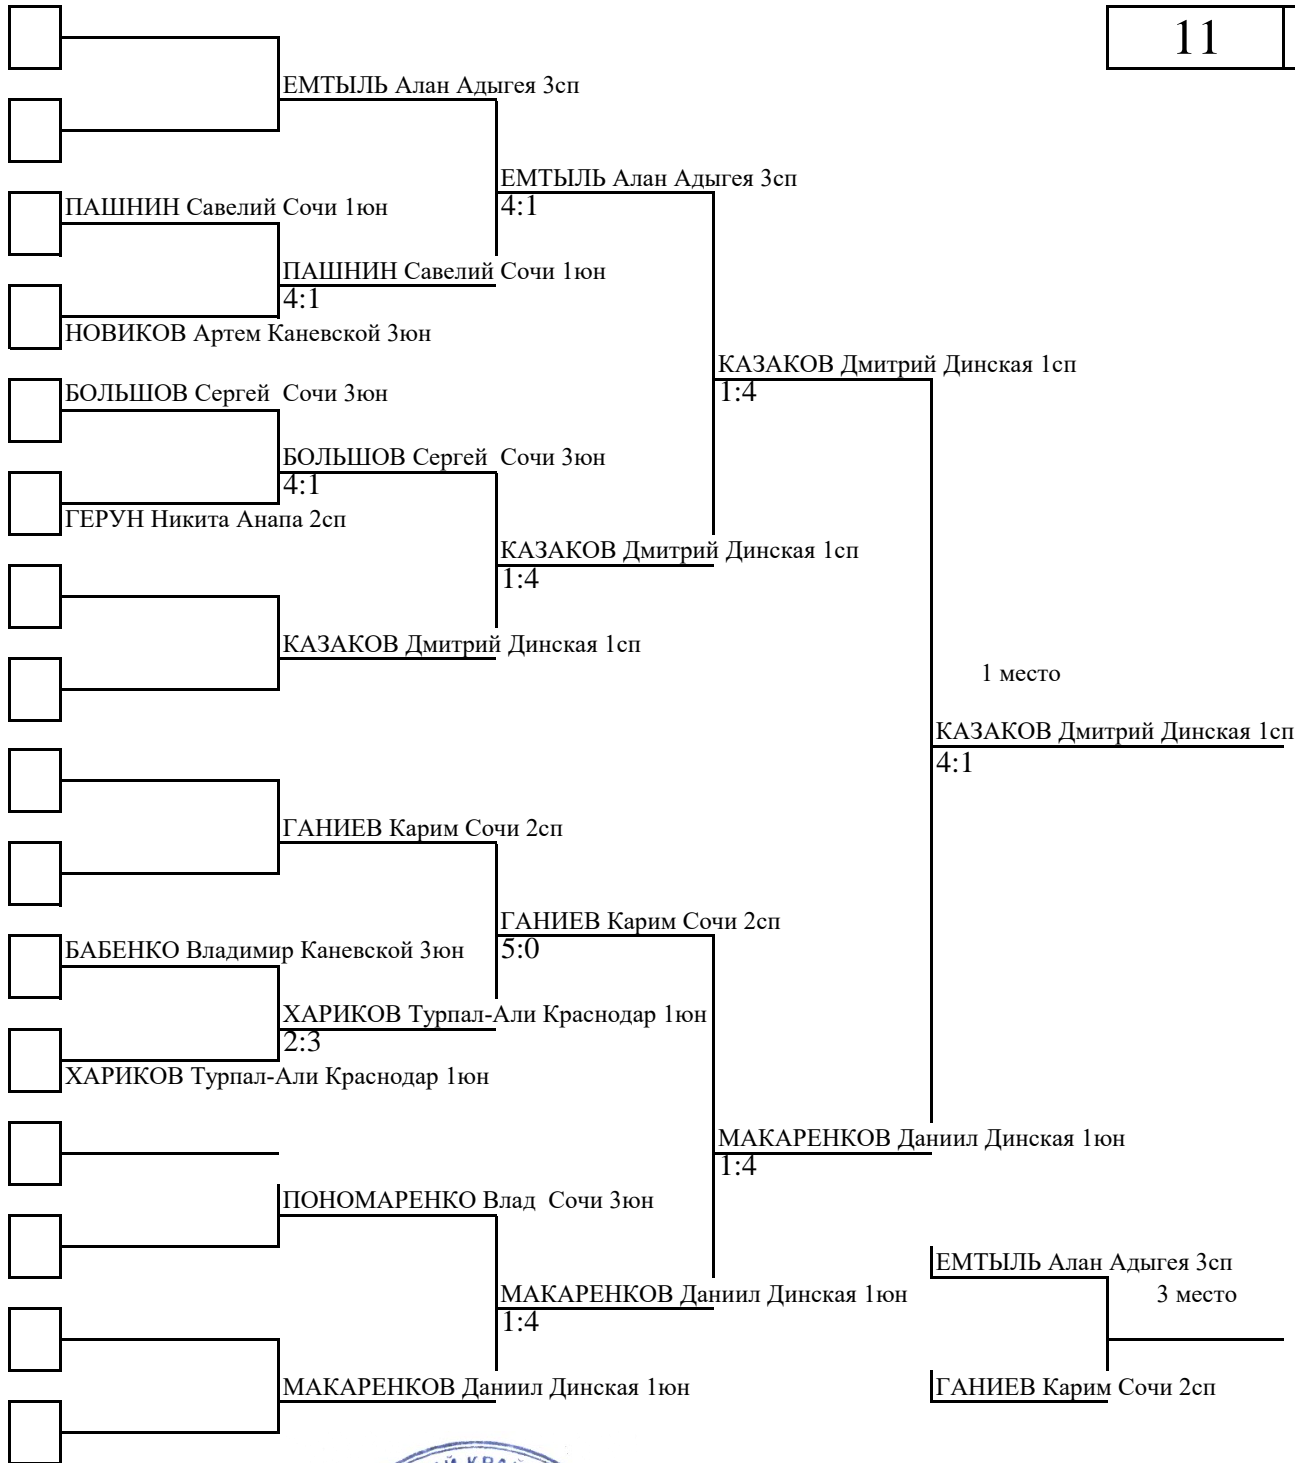 11
ЕМТЫЛЬ Алан Адыгея 3сп
ЕМТЫЛЬ Алан Адыгея 3сп
4:1
ПАШНИН Савелий Сочи 1юн
ПАШНИН Савелий Сочи 1юн
4:1
НОВИКОВ Артем Каневской 3юн
КАЗАКОВ Дмитрий Динская 1сп
1:4
БОЛЬШОВ Сергей  Сочи 3юн
БОЛЬШОВ Сергей  Сочи 3юн
4:1
ГЕРУН Никита Анапа 2сп
КАЗАКОВ Дмитрий Динская 1сп
1:4
КАЗАКОВ Дмитрий Динская 1сп
1 место
КАЗАКОВ Дмитрий Динская 1сп
4:1
ГАНИЕВ Карим Сочи 2сп
ГАНИЕВ Карим Сочи 2сп
5:0
БАБЕНКО Владимир Каневской 3юн
ХАРИКОВ Турпал-Али Краснодар 1юн
2:3
ХАРИКОВ Турпал-Али Краснодар 1юн
МАКАРЕНКОВ Даниил Динская 1юн
1:4
ПОНОМАРЕНКО Влад  Сочи 3юн
ЕМТЫЛЬ Алан Адыгея 3сп
3 место
МАКАРЕНКОВ Даниил Динская 1юн
1:4
МАКАРЕНКОВ Даниил Динская 1юн
ГАНИЕВ Карим Сочи 2сп